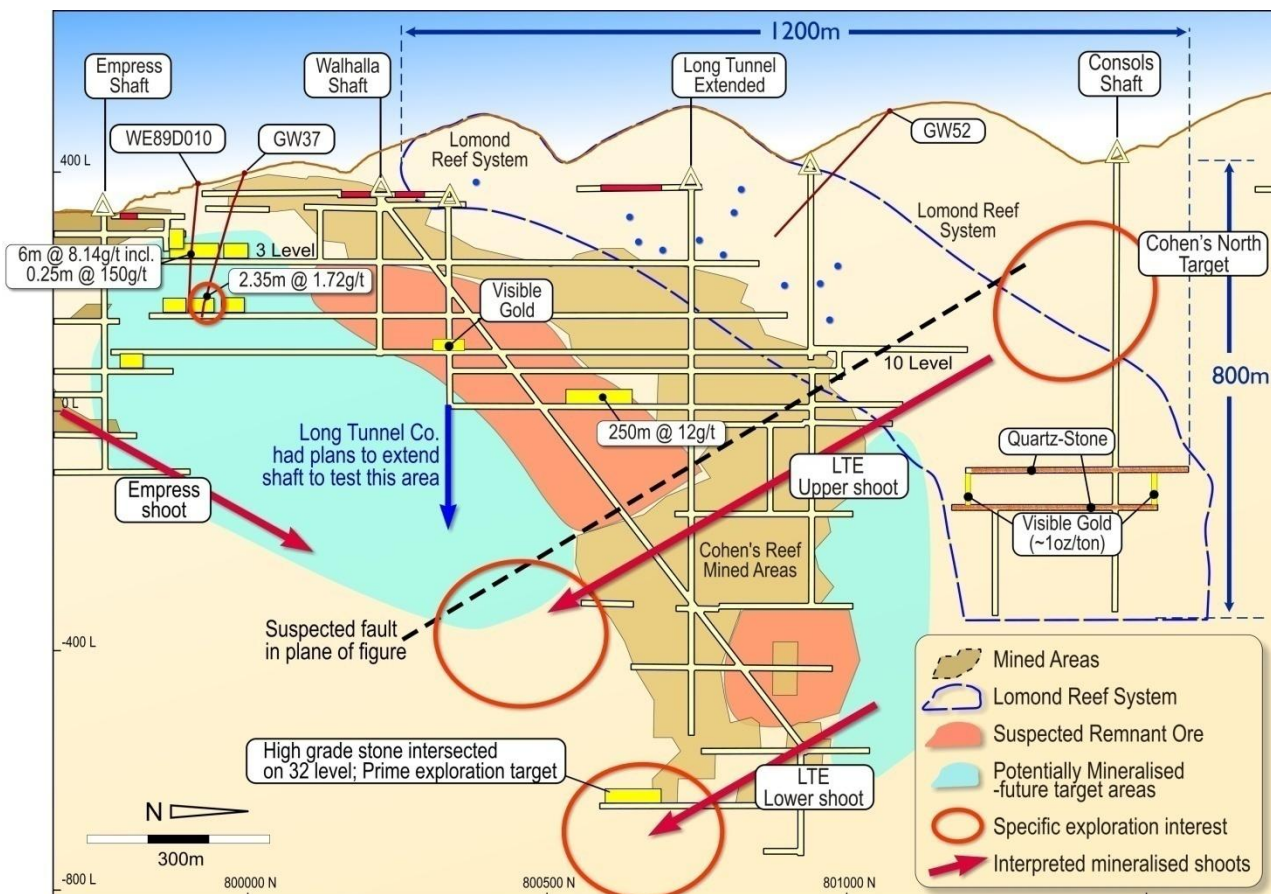 1200m
Empress
Shaft
Walhalla
Shaft
Long Tunnel
Extended
Consols
Shaft
WE89D010
GW37
GW52
Lomond
Reef System
400 L
Lomond Reef
System
Cohen's North
Target
6m @ 8.14g/t incl.
0.25m @ 150g/t
3 Level
2.35m @ 1.72g/t
Visible
Gold
10 Level
800m
0 L
250m @ 12g/t
Long Tunnel Co.
had plans to extend
shaft to test this area
Quartz-Stone
LTE
Upper shoot
Empress
shoot
Visible Gold
(~1oz/ton)
Cohen's Reef
Mined Areas
Suspected fault
in plane of figure
-400 L
Mined Areas
Lomond Reef System
Suspected Remnant Ore
Potentially Mineralised
-future target areas
Specific exploration interest
Interpreted mineralised shoots
High grade stone intersected
on 32 level; Prime exploration target
LTE
Lower shoot
N
300m
-800 L
800000 N
800500 N
801000 N